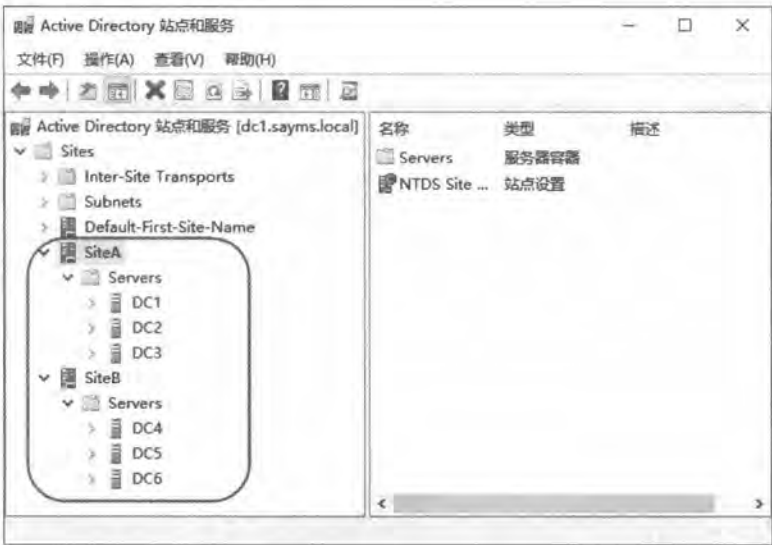 Active Directory 站点和服务
文件(F) 操作(A) 查看(V) 帮助(H)
Active Directory 站点和服务 [dc1.sayms.local]
Sites
Inter-Site Transports
Subnets
Default-First-Site-Name
SiteA
Servers
DC1
DC2
DC3
SiteB
Servers
DC4
DC5
DC6
名称 类型 描述
Servers 服务器容器
NTDS Site ... 站点设置